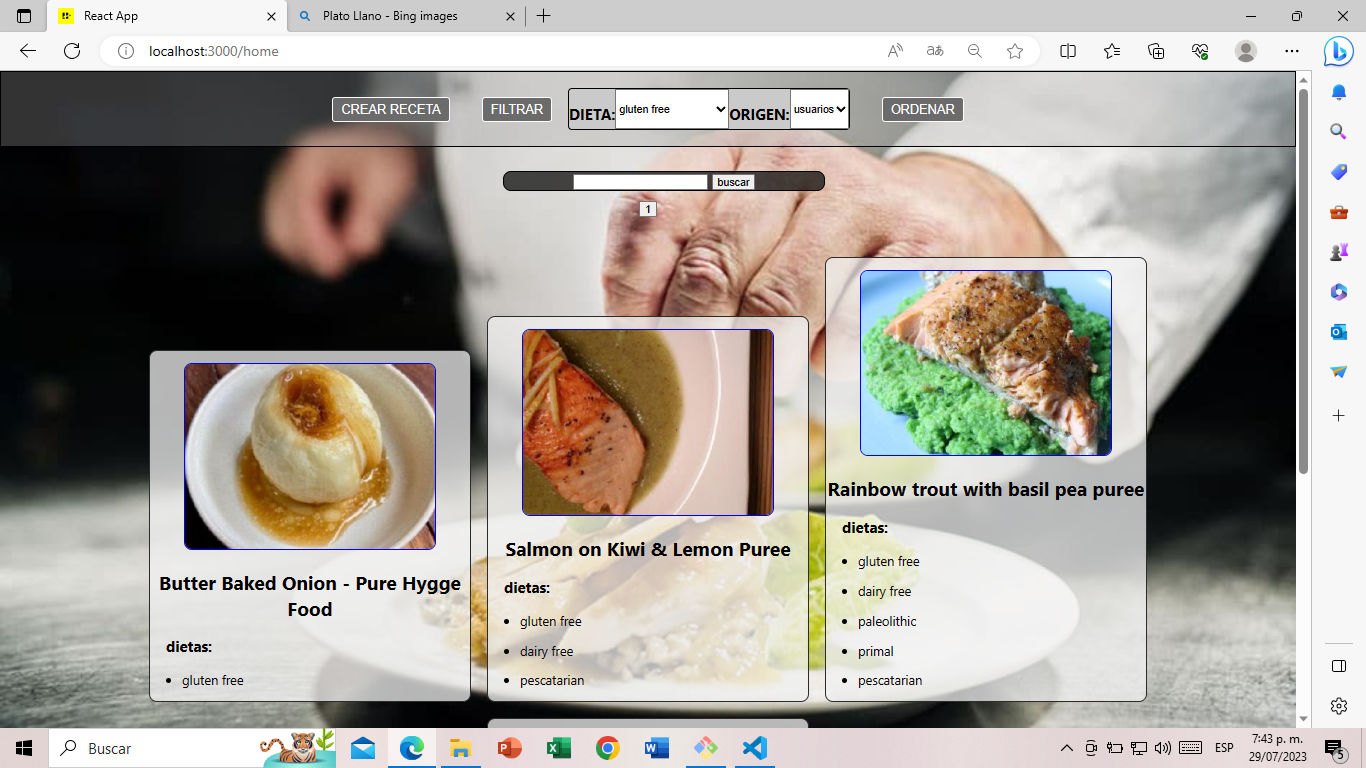 React App
Plato Llano - Bing images
localhost:3000/home
CREAR RECETA
FILTRAR
DIETA:
gluten free
ORIGEN:
usuarios
ORDENAR
buscar
1
Butter Baked Onion - Pure Hygge
Food
dietas:
gluten free
Salmon on Kiwi & Lemon Puree
dietas:
gluten free
dairy free
pescatarian
Rainbow trout with basil pea puree
dietas:
gluten free
dairy free
paleolithic
primal
pescatarian
Buscar
ESP
7:43 p. m.
29/07/2023
5